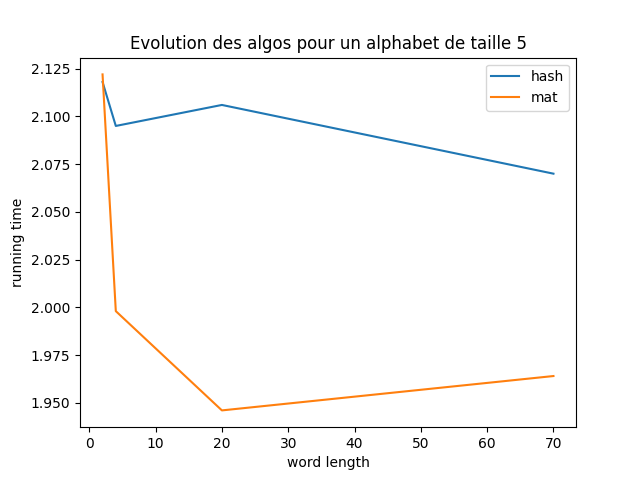 Evolution des algos pour un alphabet de taille 5
hash
mat
2.125
2.100
2.075
2.050
2.025
2.000
1.975
1.950
running time
0 10 20 30 40 50 60 70
word length